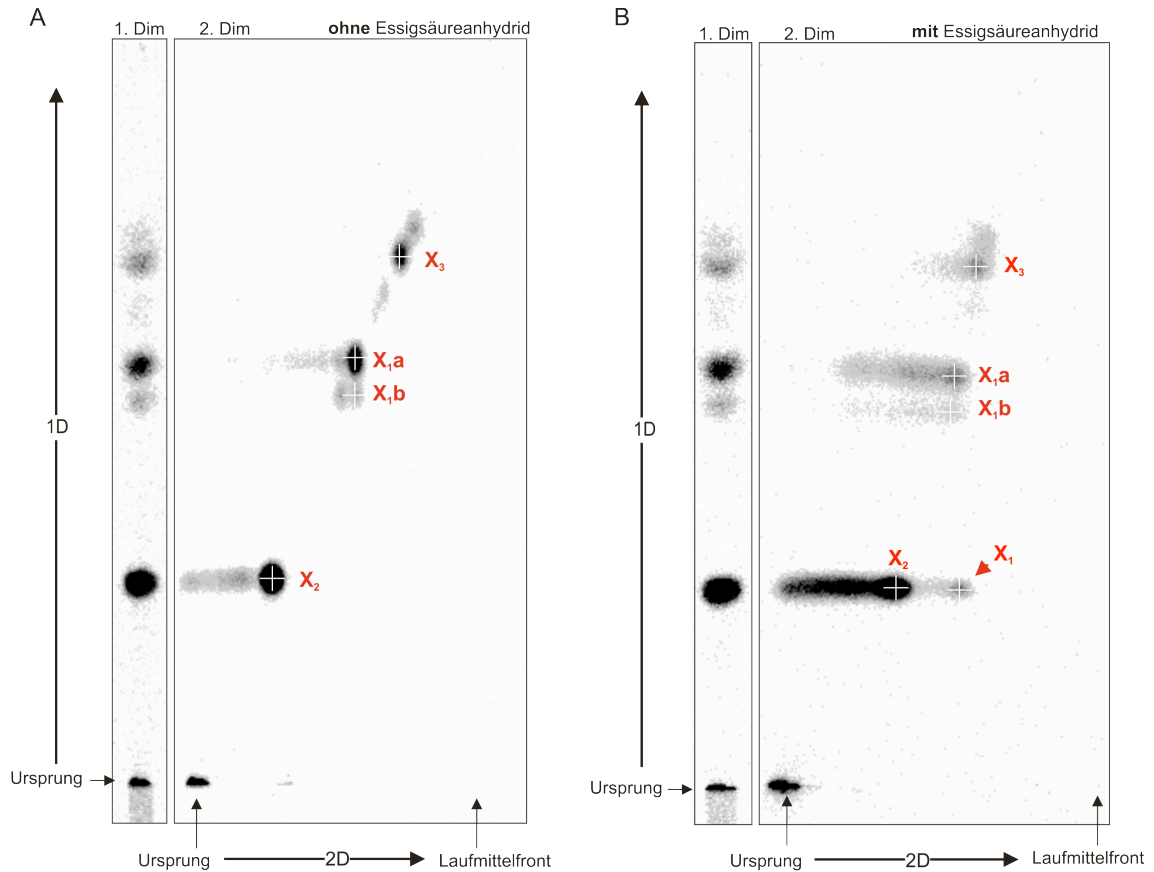 A
1. Dim 2. Dim ohne Essigsäureanhydrid
X₃
X₁a
X₁b
1D
X₂
Ursprung
Ursprung 2D Laufmittelfront
B
1. Dim 2. Dim mit Essigsäureanhydrid
X₃
X₁a
X₁b
1D
X₂
X₁
Ursprung
Ursprung 2D Laufmittelfront